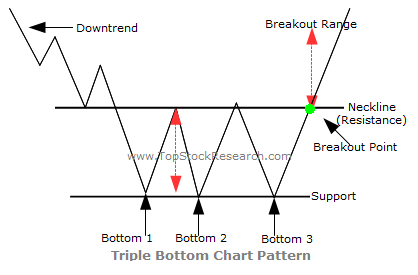 Downtrend
Breakout Range
Neckline
(Resistance)
Breakout Point
www.TopStockResearch.com
Support
Bottom 1
Bottom 2
Bottom 3
Triple Bottom Chart Pattern